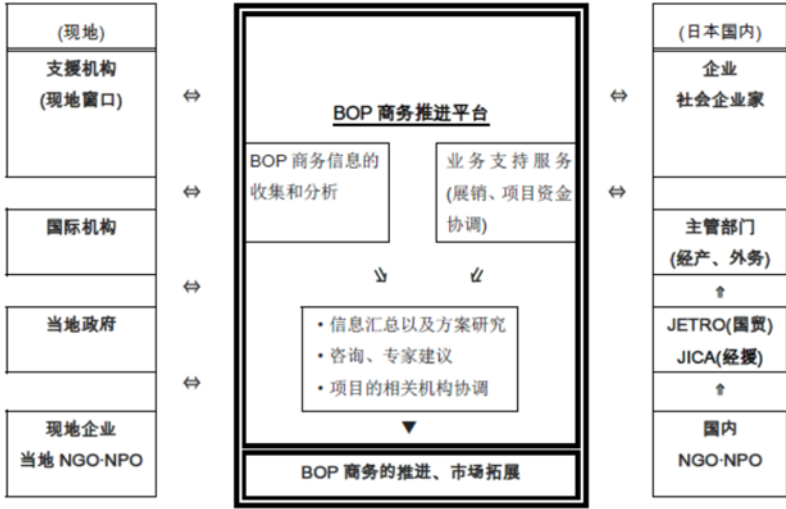 (现地)
支援机构
(现地窗口)
国际机构
当地政府
现地企业
当地 NGO·NPO
⇔
⇔
⇔
⇔
BOP 商务推进平台
BOP 商务信息的
收集和分析
业务支持服务
(展销、项目资金
协调)
⇘ ⇙
・信息汇总以及方案研究
・咨询、专家建议
・项目的相关机构协调
▼
BOP 商务的推进、市场拓展
⇔
⇔
(日本国内)
企业
社会企业家
主管部门
(经产、外务)
⇑
JETRO(国贸)
JICA(经援)
⇑
国内
NGO·NPO